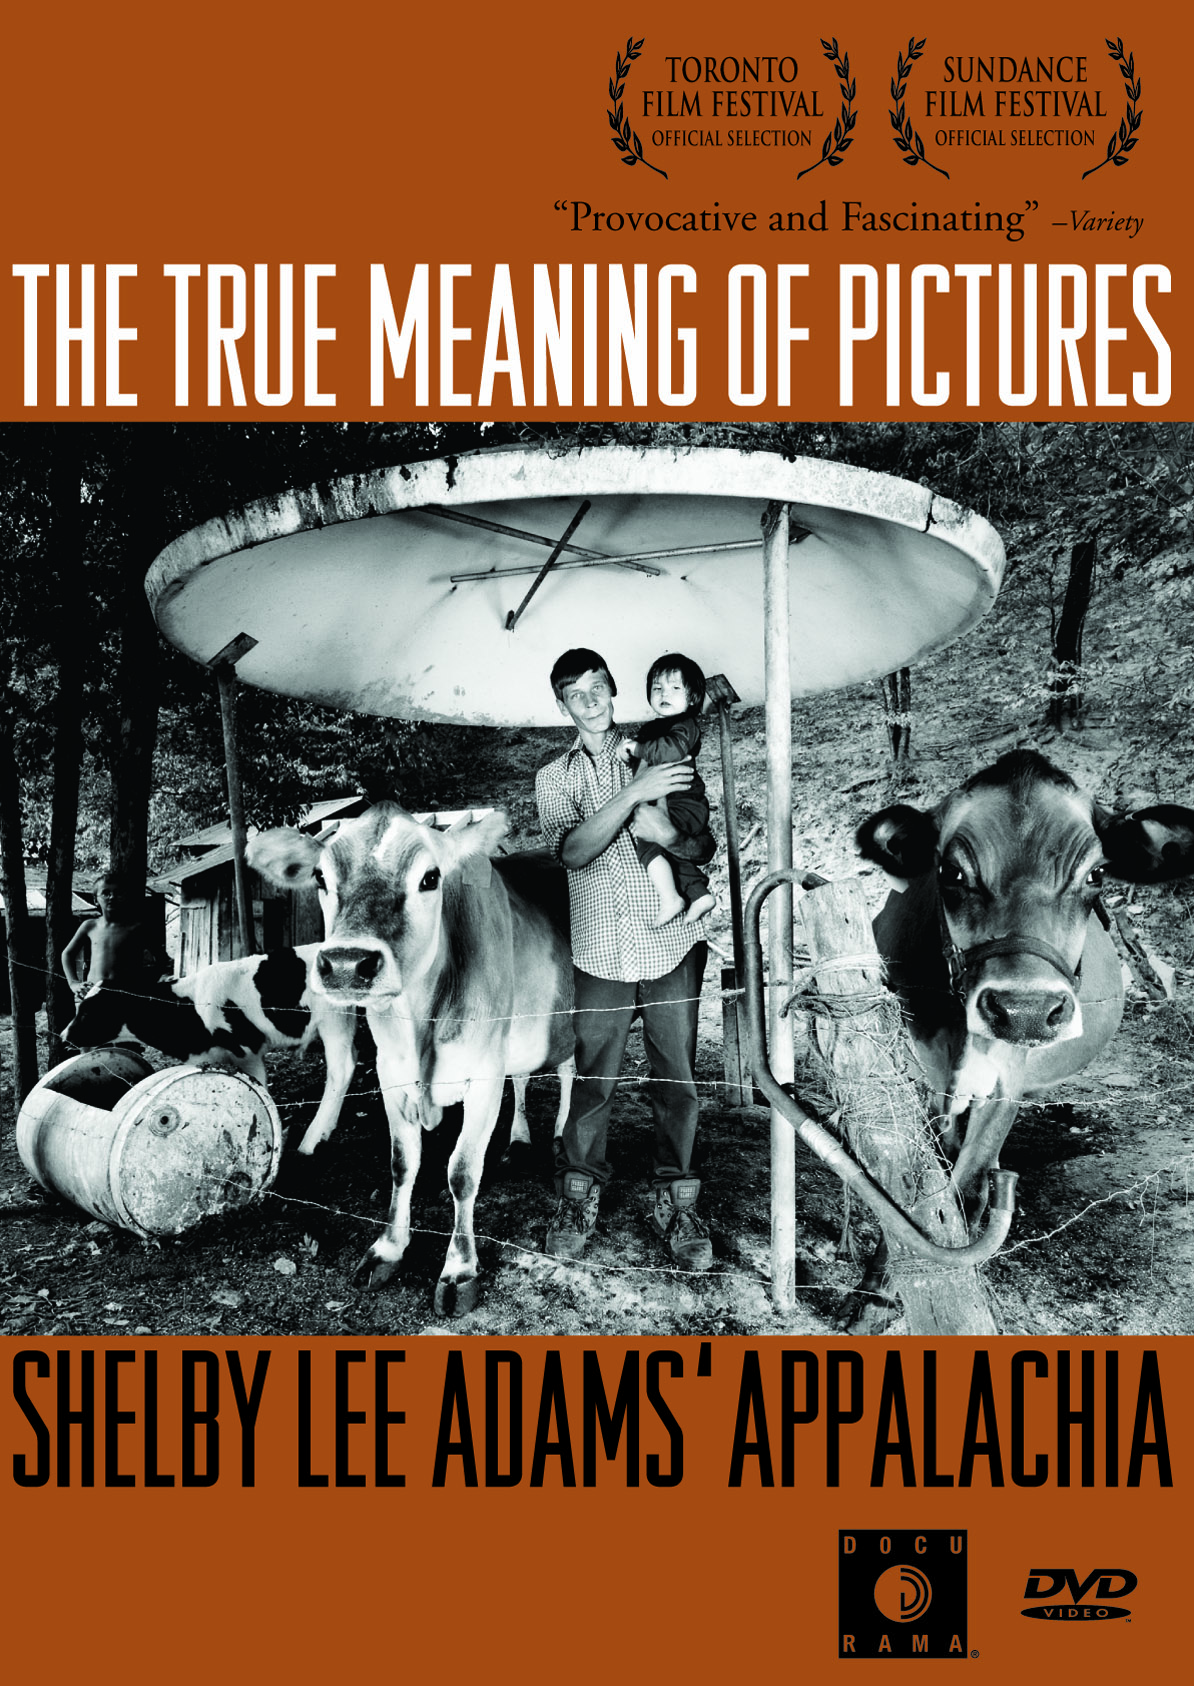 TORONTO
FILM FESTIVAL
OFFICIAL SELECTION
SUNDANCE
FILM FESTIVAL
OFFICIAL SELECTION
“Provocative and Fascinating” –Variety
THE TRUE MEANING OF PICTURES
SHELBY LEE ADAMS' APPALACHIA
DOCU
RAMA®
DVD
VIDEO™